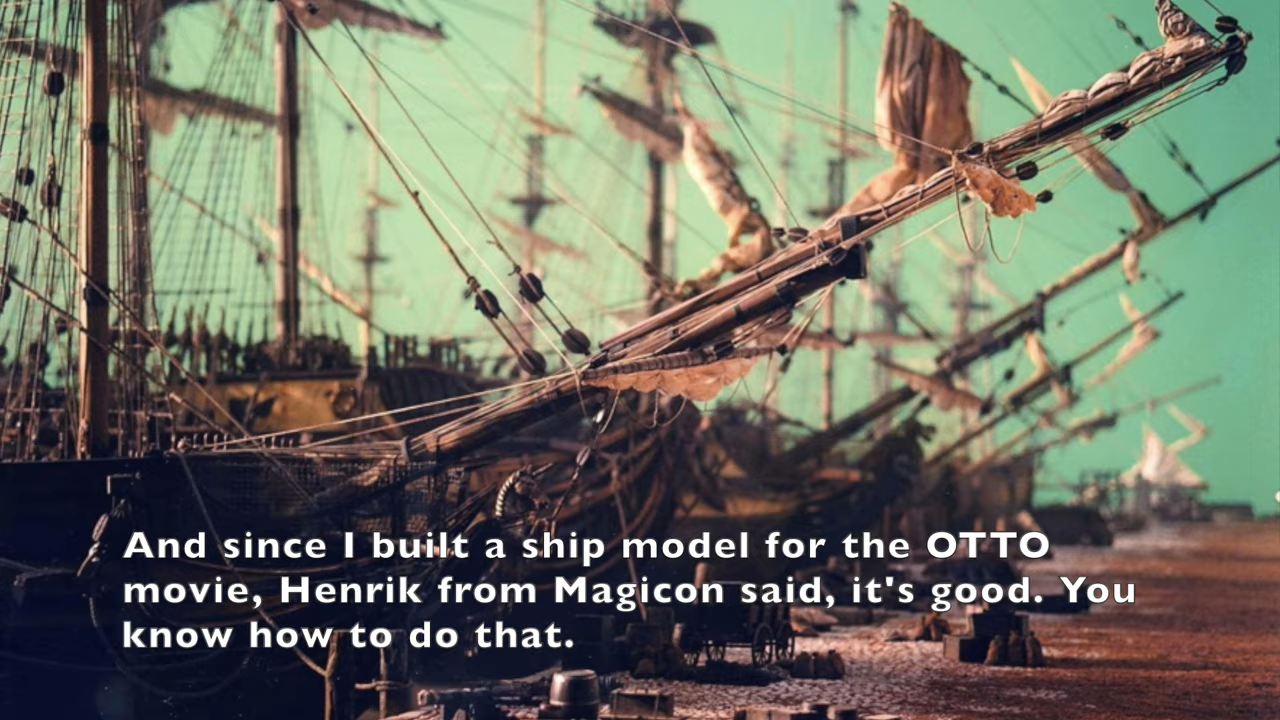 And since I built a ship model for the OTTO
movie, Henrik from Magicon said, it's good. You
know how to do that.